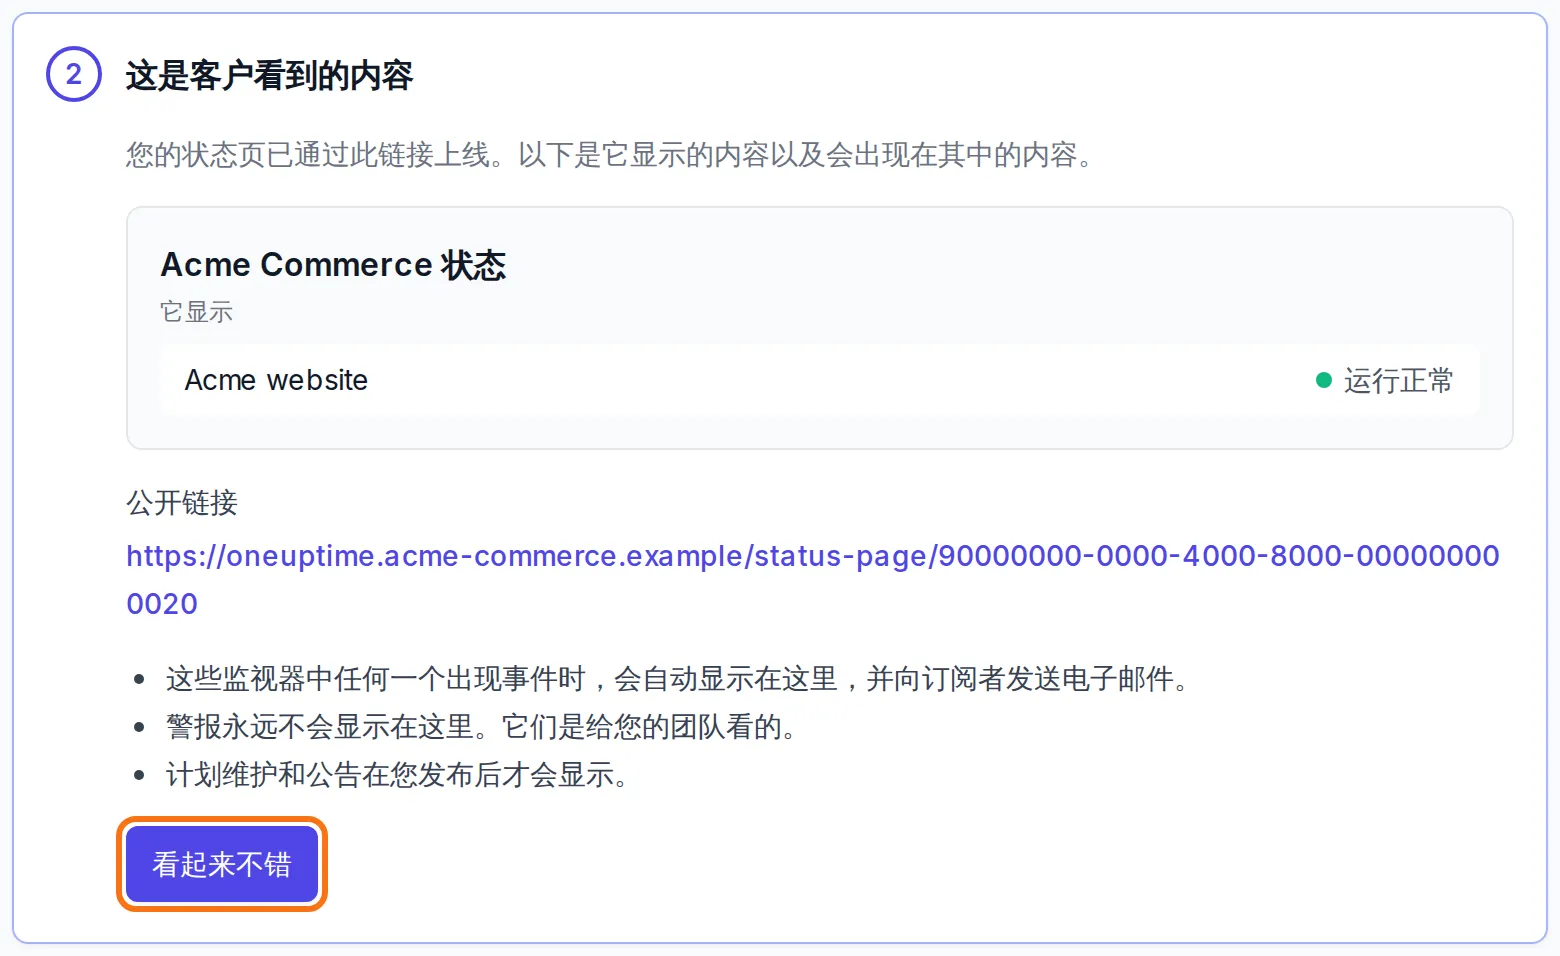 2
这是客户看到的内容
您的状态页已通过此链接上线。以下是它显示的内容以及会出现在其中的内容。
Acme Commerce 状态
它显示
Acme website
运行正常
公开链接
https://oneuptime.acme-commerce.example/status-page/90000000-0000-4000-8000-00000000
0020
这些监视器中任何一个出现事件时，会自动显示在这里，并向订阅者发送电子邮件。
警报永远不会显示在这里。它们是给您的团队看的。
计划维护和公告在您发布后才会显示。
看起来不错